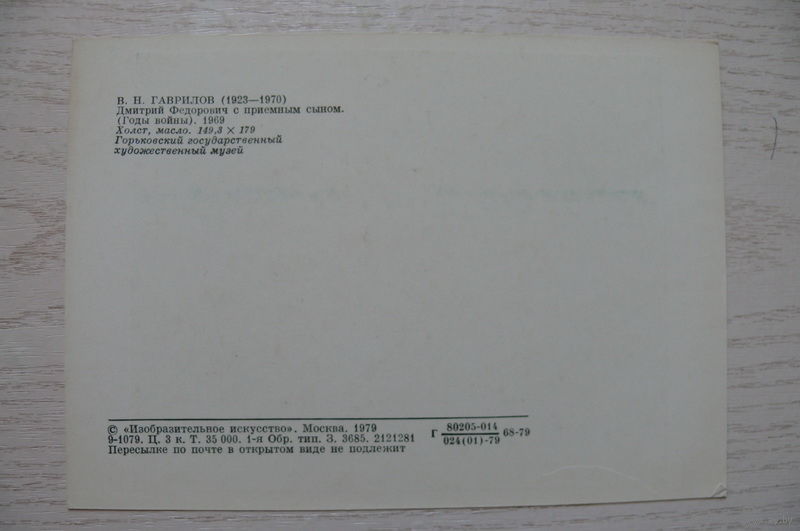 В. Н. ГАВРИЛОВ (1923—1970)
Дмитрий Федорович с приемным сыном.
(Годы войны). 1969
Холст, масло. 149,3 × 179
Горьковский государственный
художественный музей
© «Изобразительное искусство». Москва. 1979
9-1079. Ц. 3 к. Т. 35 000. 1-я Обр. тип. З. 3685. 2121281
Пересылке по почте в открытом виде не подлежит
Г 80205-014
024(01)-79 68-79